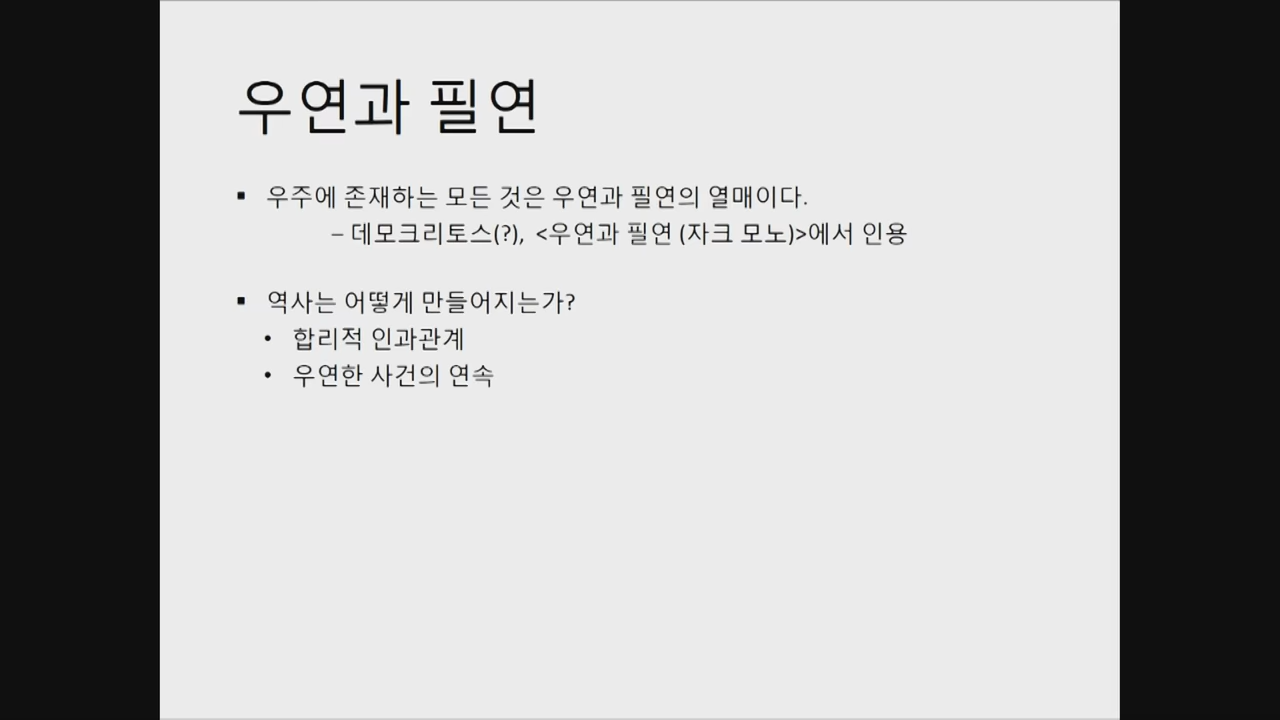 우연과 필연
▪ 우주에 존재하는 모든 것은 우연과 필연의 열매이다.
– 데모크리토스(?), <우연과 필연 (자크 모노)>에서 인용
▪ 역사는 어떻게 만들어지는가?
• 합리적 인과관계
• 우연한 사건의 연속